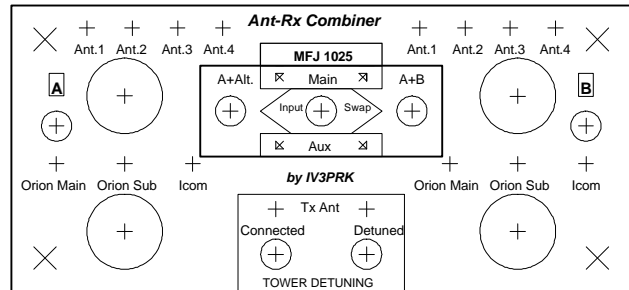 Ant-Rx Combiner
Ant.1 Ant.2 Ant.3 Ant.4
MFJ 1025
Ant.1 Ant.2 Ant.3 Ant.4
A
A+Alt. Main A+B
Input Swap
Aux
B
Orion Main Orion Sub Icom
by IV3PRK
Orion Main Orion Sub Icom
Tx Ant
Connected Detuned
TOWER DETUNING